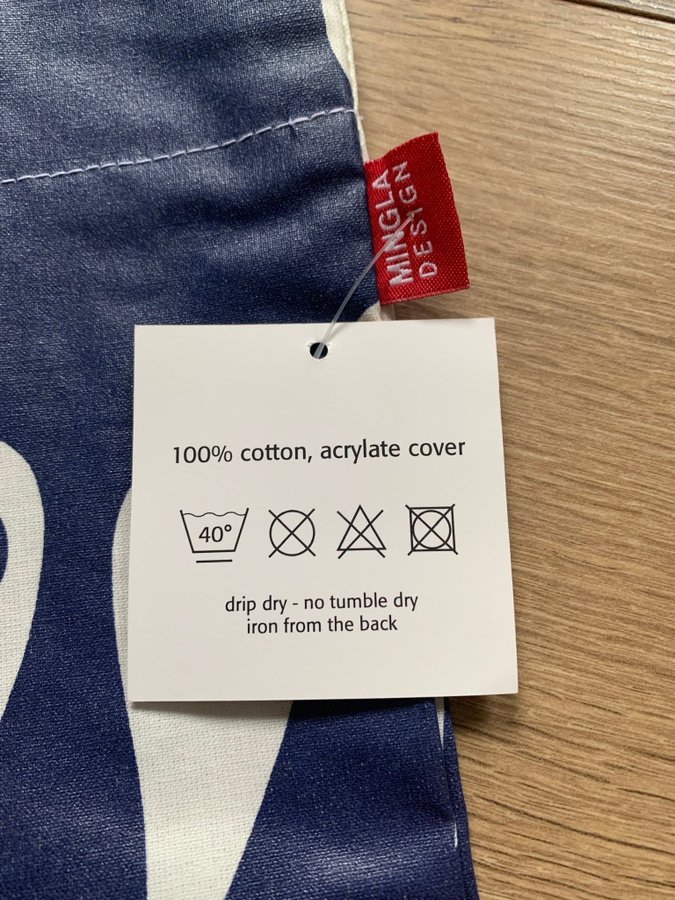 MINGLA
DESIGN
100% cotton, acrylate cover
40°
drip dry - no tumble dry
iron from the back